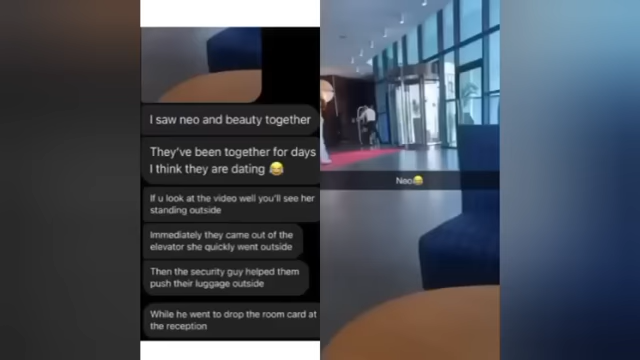 I saw neo and beauty together
They've been together for days
I think they are dating 😂
If u look at the video well you'll see her
standing outside
Immediately they came out of the
elevator she quickly went outside
Then the security guy helped them
push their luggage outside
While he went to drop the room card at
the reception
Neo😂